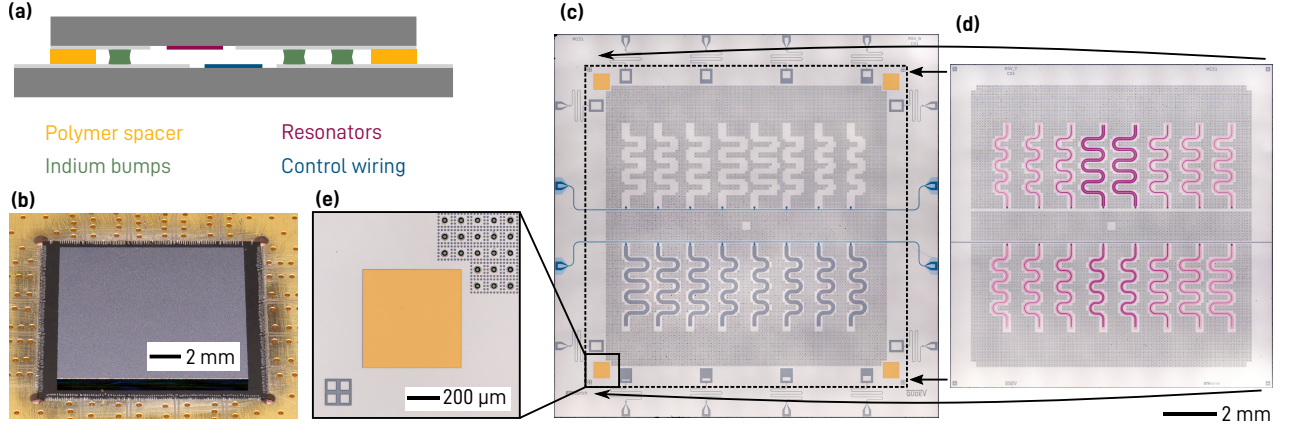 (a)
Polymer spacer
Resonators
Indium bumps
Control wiring
(b)
2 mm
(e)
200 µm
(c)
(d)
2 mm